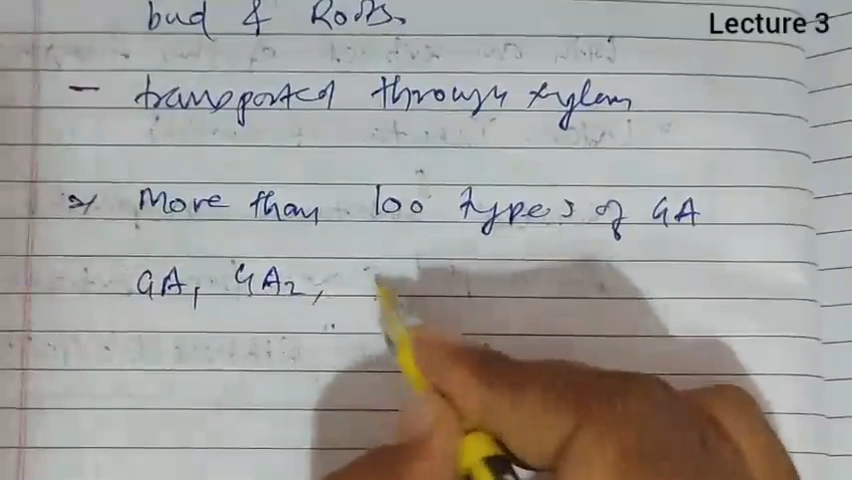 Lecture 3
bud & Roots.
- transported through xylem
→ More than 100 types of GA
GA1, GA2,